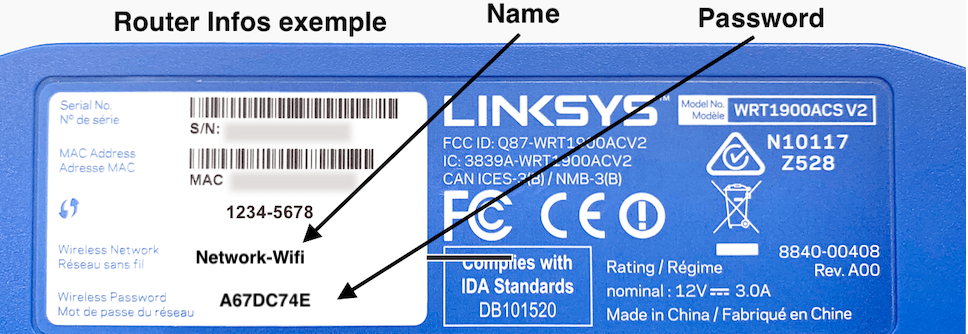 Router Infos exemple
Name
Password
Serial No.
Nº de série
S/N:
MAC Address
Adresse MAC
MAC
1234-5678
Wireless Network
Réseau sans fil
Network-Wifi
Wireless Password
Mot de passe du réseau
A67DC74E
LINKSYS™
Model No.
Modèle
WRT1900ACS V2
FCC ID: Q87-WRT1900ACV2
IC: 3839A-WRT1900ACV2
CAN ICES-3(B) / NMB-3(B)
N10117
Z528
FC CE
Complies with
IDA Standards
DB101520
8840-00408
Rev. A00
Rating / Régime
nominal : 12V⎓ 3.0A
Made in China / Fabriqué en Chine